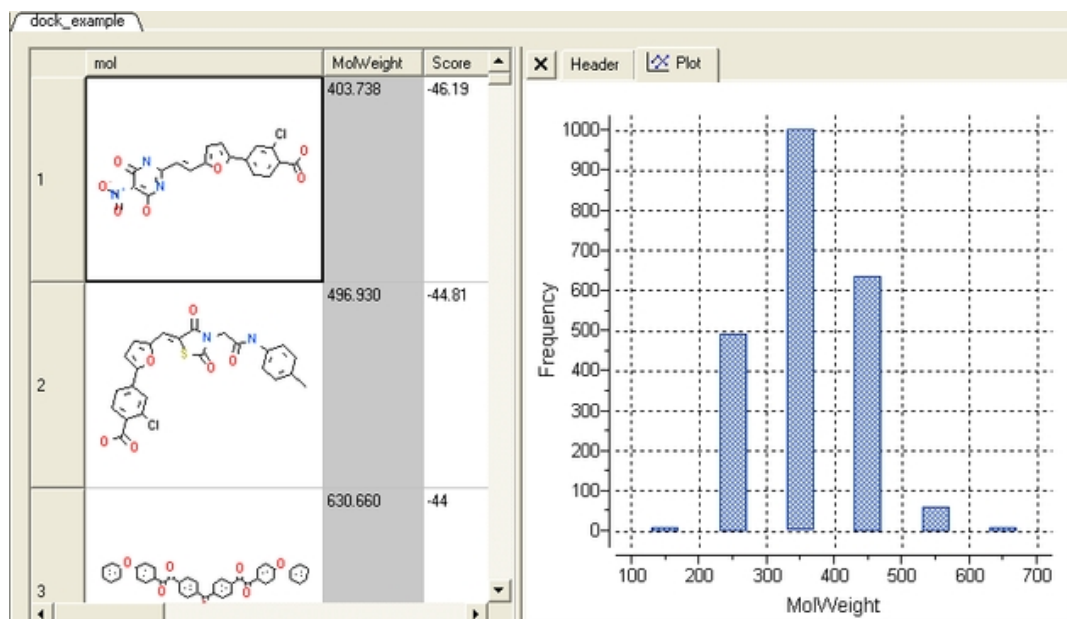 dock_example
mol MolWeight Score
1 403.738 -46.19
O N Cl O
O N O O
O N O
H
2 496.930 -44.81
O
N N
O S O O
Cl
O O
3 630.660 -44
O O O O O
O O O
Header Plot
Frequency
1000
900
800
700
600
500
400
300
200
100
0
100 200 300 400 500 600 700
MolWeight